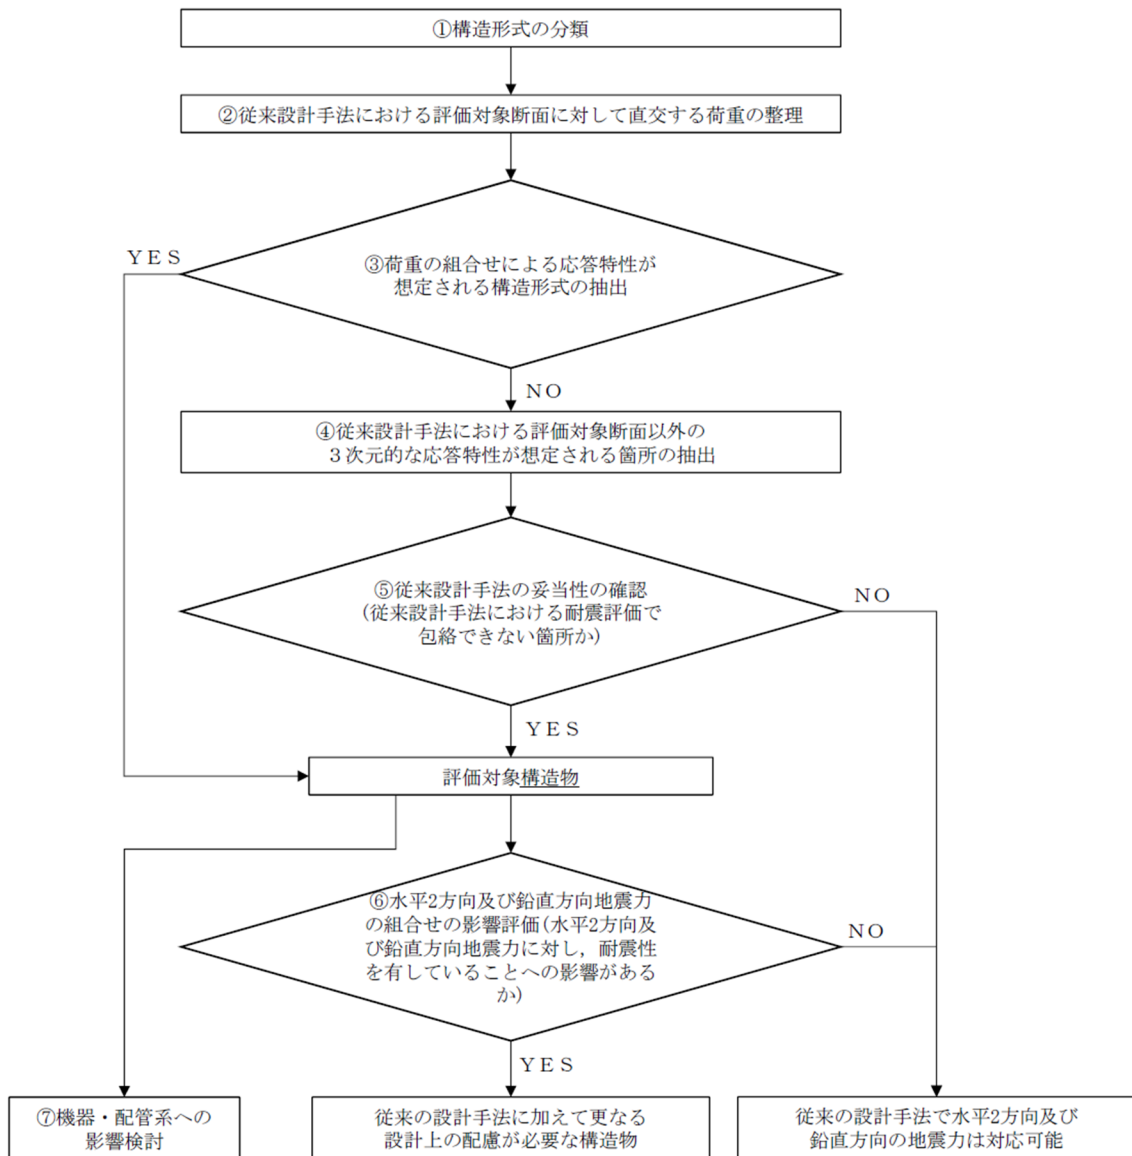 ①構造形式の分類
②従来設計手法における評価対象断面に対して直交する荷重の整理
YES
③荷重の組合せによる応答特性が
想定される構造形式の抽出
NO
④従来設計手法における評価対象断面以外の
3次元的な応答特性が想定される箇所の抽出
⑤従来設計手法の妥当性の確認
(従来設計手法における耐震評価で
包絡できない箇所か)
NO
YES
評価対象構造物
⑥水平2方向及び鉛直方向地震力
の組合せの影響評価(水平2方向及
び鉛直方向地震力に対し，耐震性
を有していることへの影響がある
か)
NO
YES
⑦機器・配管系への
影響検討
従来の設計手法に加えて更なる
設計上の配慮が必要な構造物
従来の設計手法で水平2方向及び
鉛直方向の地震力は対応可能